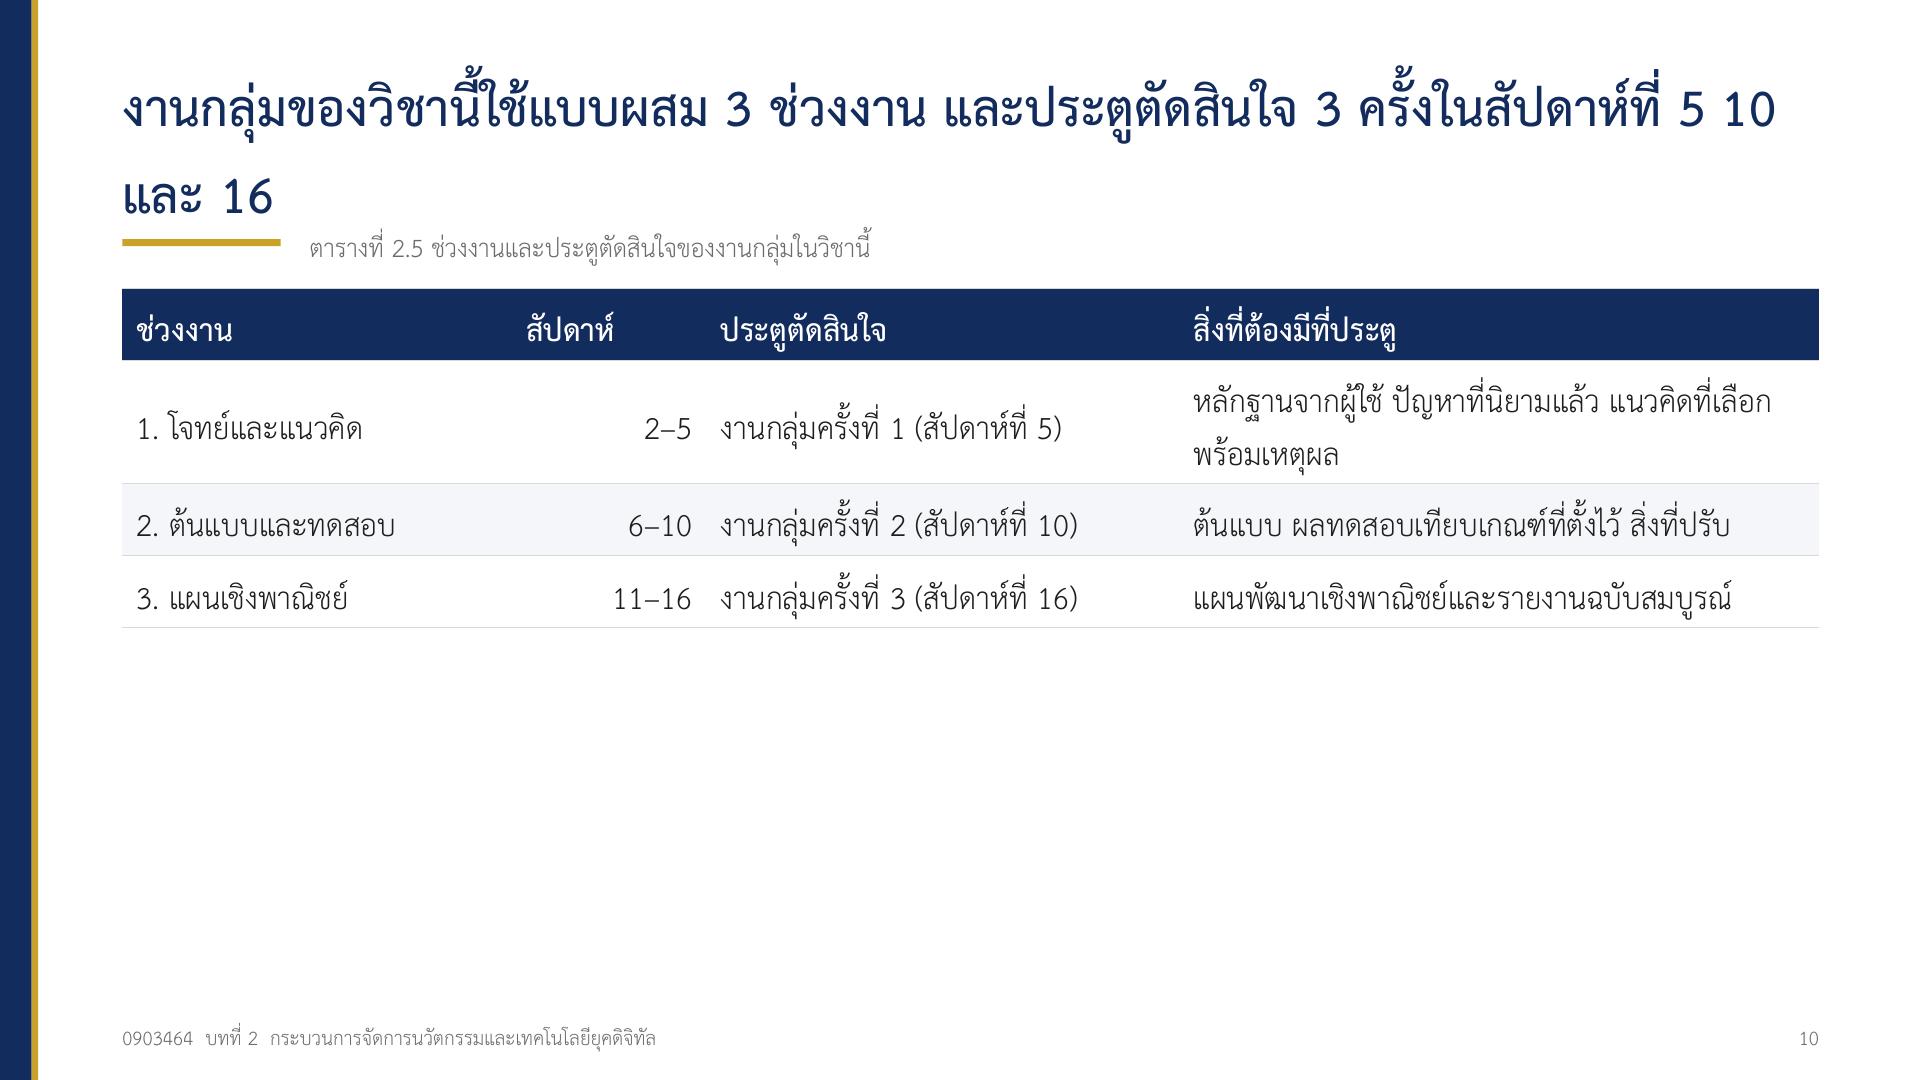 งานกลุ่มของวิชานี้ใช้แบบผสม 3 ช่วงงาน และประตูตัดสินใจ 3 ครั้งในสัปดาห์ที่ 5 10
และ 16
ตารางที่ 2.5 ช่วงงานและประตูตัดสินใจของงานกลุ่มในวิชานี้
ช่วงงาน สัปดาห์ ประตูตัดสินใจ สิ่งที่ต้องมีที่ประตู
1. โจทย์และแนวคิด 2–5 งานกลุ่มครั้งที่ 1 (สัปดาห์ที่ 5) หลักฐานจากผู้ใช้ ปัญหาที่นิยามแล้ว แนวคิดที่เลือก
พร้อมเหตุผล
2. ต้นแบบและทดสอบ 6–10 งานกลุ่มครั้งที่ 2 (สัปดาห์ที่ 10) ต้นแบบ ผลทดสอบเทียบเกณฑ์ที่ตั้งไว้ สิ่งที่ปรับ
3. แผนเชิงพาณิชย์ 11–16 งานกลุ่มครั้งที่ 3 (สัปดาห์ที่ 16) แผนพัฒนาเชิงพาณิชย์และรายงานฉบับสมบูรณ์
0903464 บทที่ 2 กระบวนการจัดการนวัตกรรมและเทคโนโลยียุคดิจิทัล 10